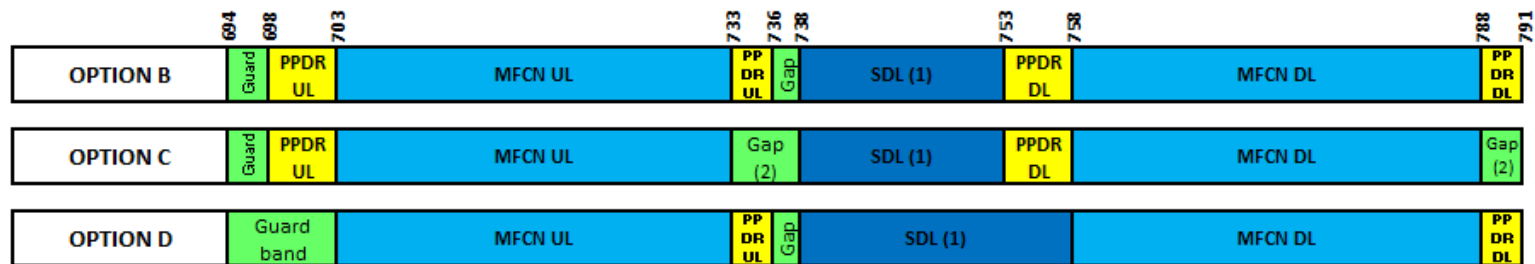 694 698 703 733 736 738 753 758 788 791
OPTION B Guard PPDR UL MFCN UL PP DR UL Gap SDL (1) PPDR DL MFCN DL PP DR DL
OPTION C Guard PPDR UL MFCN UL Gap (2) SDL (1) PPDR DL MFCN DL Gap (2)
OPTION D Guard band MFCN UL PP DR UL Gap SDL (1) MFCN DL PP DR DL